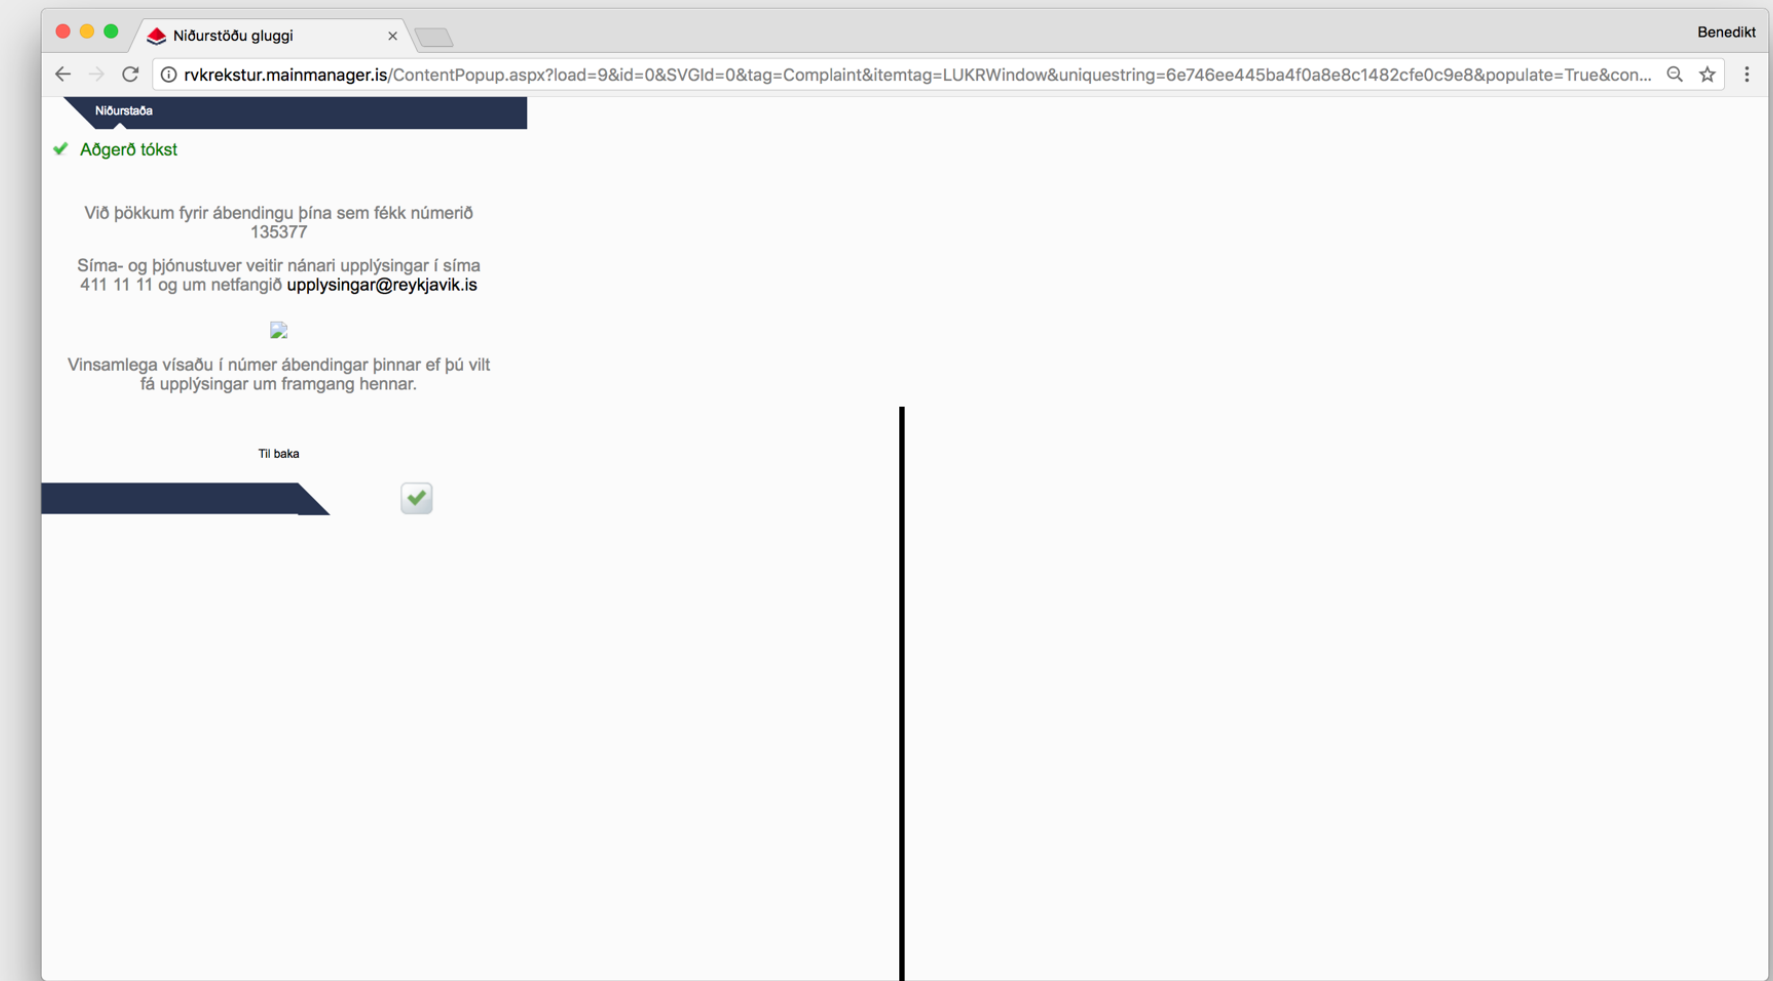 Niðurstöðu gluggi
Benedikt
rvkrekstur.mainmanager.is/ContentPopup.aspx?load=9&id=0&SVGId=0&tag=Complaint&itemtag=LUKRWindow&uniquestring=6e746ee445ba4f0a8e8c1482cfe0c9e8&populate=True&con...
Niðurstaða
Aðgerð tókst
Við þökkum fyrir ábendingu þína sem fékk númerið
135377
Síma- og þjónustuver veitir nánari upplýsingar í síma
411 11 11 og um netfangið upplysingar@reykjavik.is
Vinsamlega vísaðu í númer ábendingar þinnar ef þú vilt
fá upplýsingar um framgang hennar.
Til baka